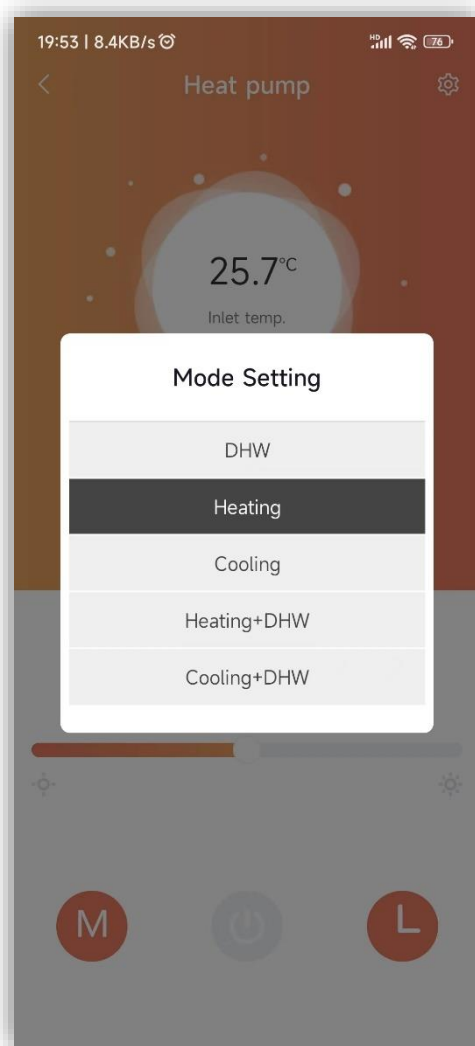 19:53 | 8.4KB/s HD 76
Heat pump
25.7°C
Inlet temp.
Mode Setting
DHW
Heating
Cooling
Heating+DHW
Cooling+DHW
M